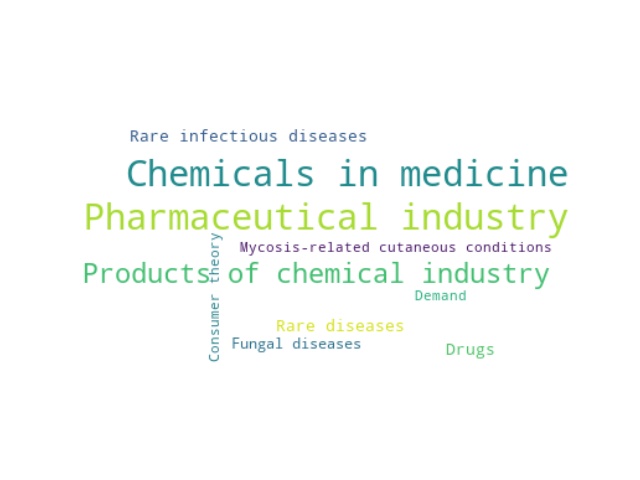 Rare infectious diseases
Chemicals in medicine
Pharmaceutical industry
Mycosis-related cutaneous conditions
Consumer theory
Products of chemical industry
Demand
Rare diseases
Fungal diseases
Drugs